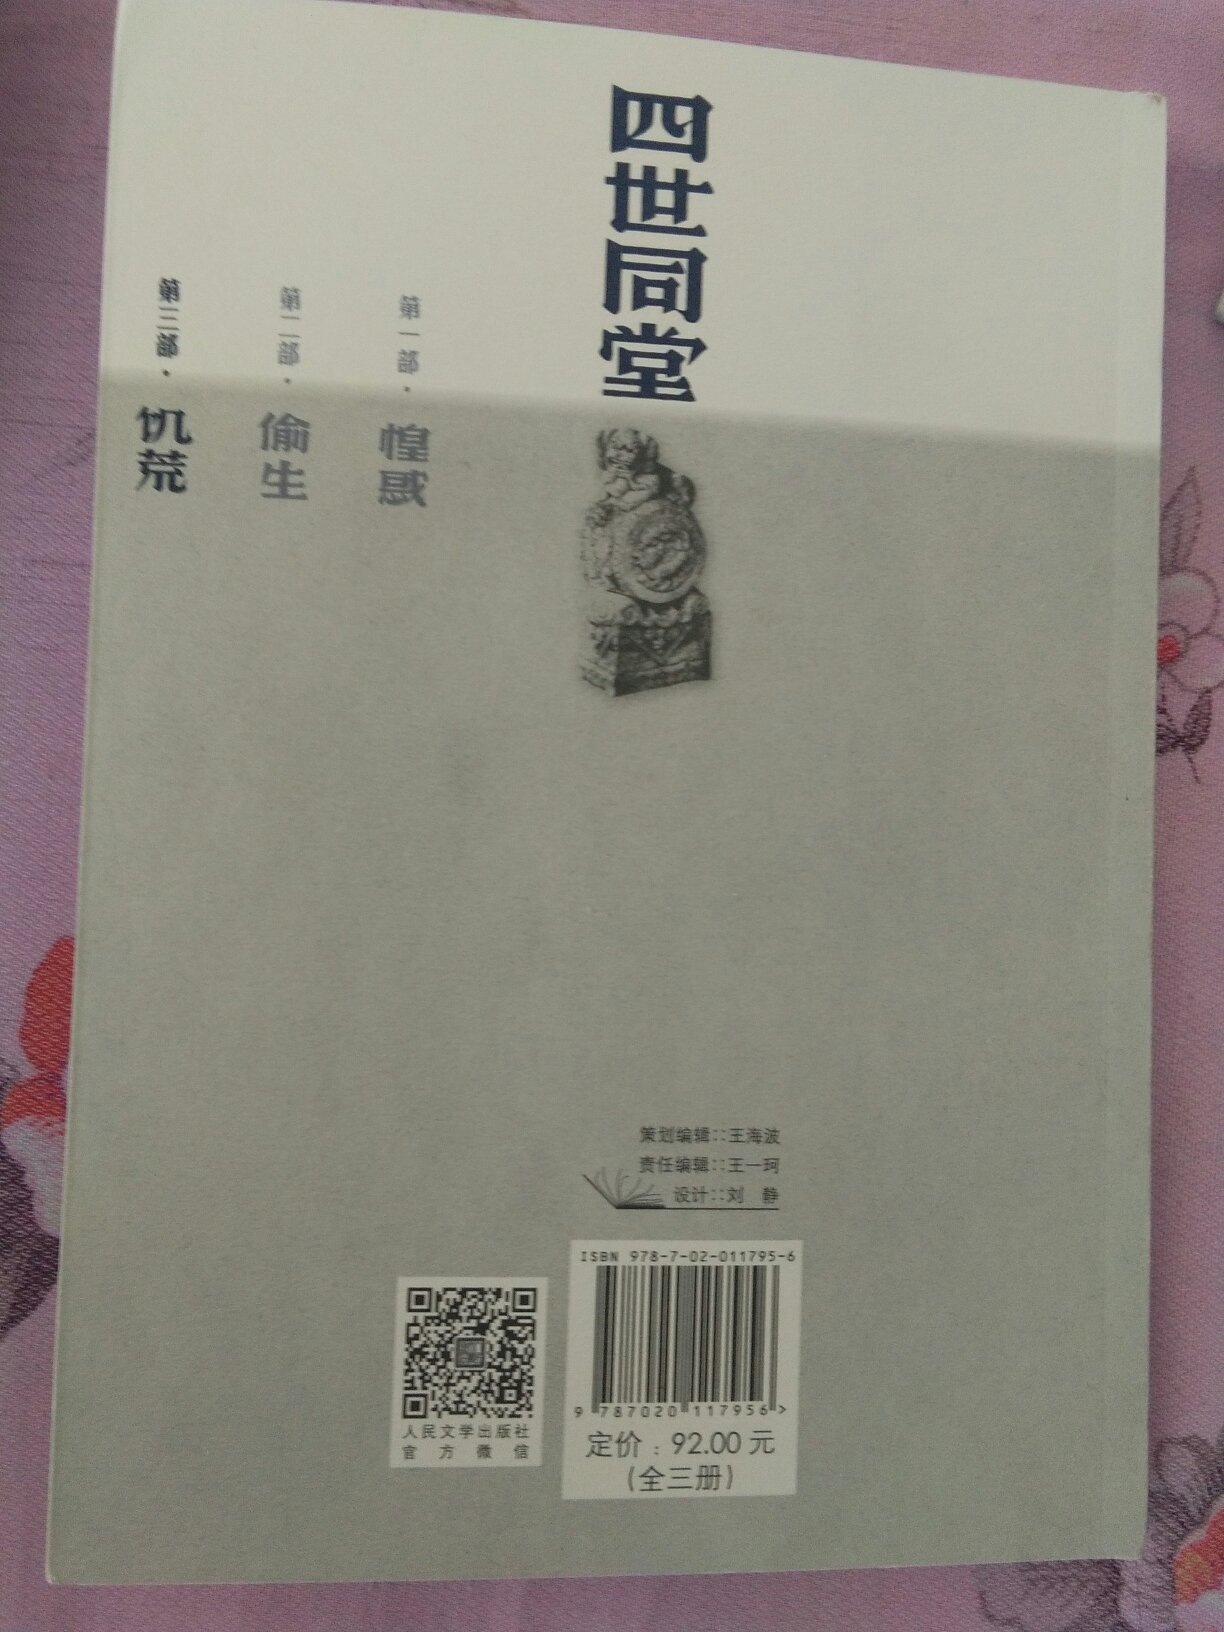 四世同堂
第一部·惶惑
第二部·偷生
第三部·饥荒
策划编辑::王海波
责任编辑::王一珂
设计::刘 静
ISBN 978-7-02-011795-6
9 787020 117956 >
定价：92.00元
(全三册)
人民文学出版社
官方微信